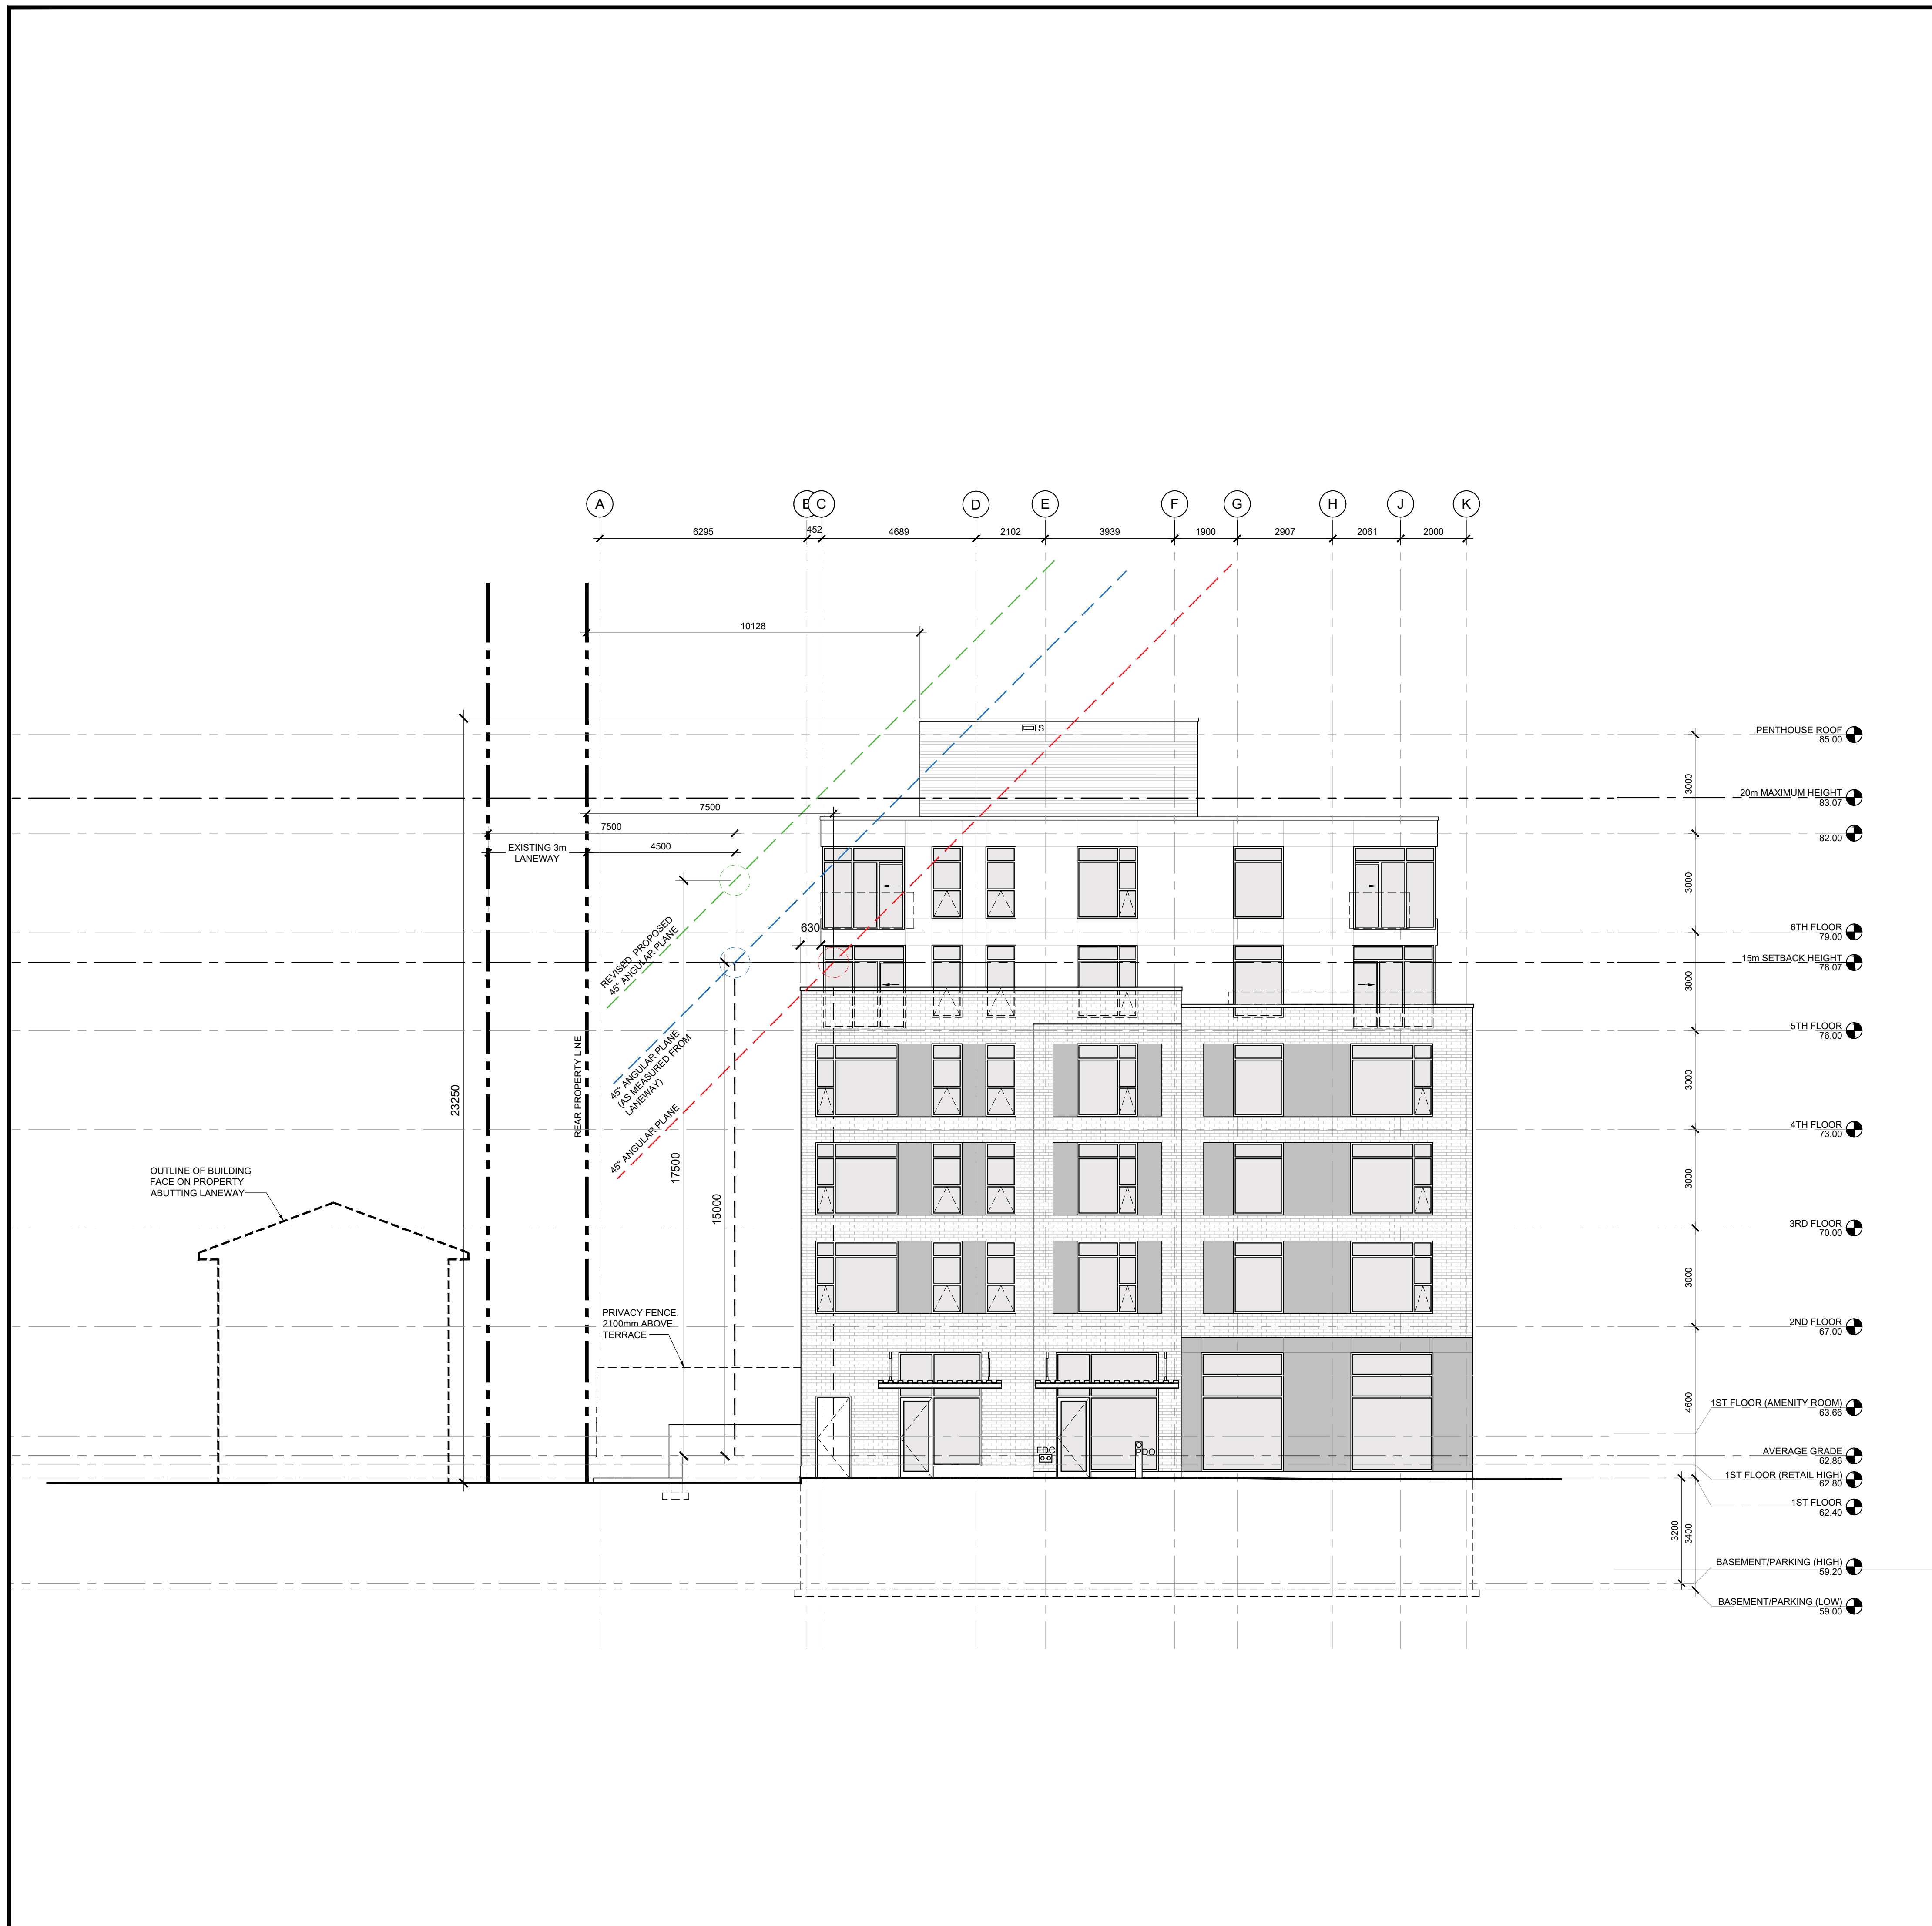 A
B
C
D
E
F
G
H
J
K
6295
452
4689
2102
3939
1900
2907
2061
2000
10128
S
7500
7500
EXISTING 3m
LANEWAY
4500
630
REVISED PROPOSED
45° ANGULAR PLANE
45° ANGULAR PLANE
(AS MEASURED FROM
LANEWAY)
45° ANGULAR PLANE
REAR PROPERTY LINE
23250
17500
15000
OUTLINE OF BUILDING
FACE ON PROPERTY
ABUTTING LANEWAY
PRIVACY FENCE.
2100mm ABOVE
TERRACE
FDC
PDO
PENTHOUSE ROOF
85.00
3000
20m MAXIMUM HEIGHT
83.07
82.00
3000
6TH FLOOR
79.00
15m SETBACK HEIGHT
78.07
3000
5TH FLOOR
76.00
3000
4TH FLOOR
73.00
3000
3RD FLOOR
70.00
3000
2ND FLOOR
67.00
4600
1ST FLOOR (AMENITY ROOM)
63.66
AVERAGE GRADE
62.86
1ST FLOOR (RETAIL HIGH)
62.80
1ST FLOOR
62.40
3200
3400
BASEMENT/PARKING (HIGH)
59.20
BASEMENT/PARKING (LOW)
59.00